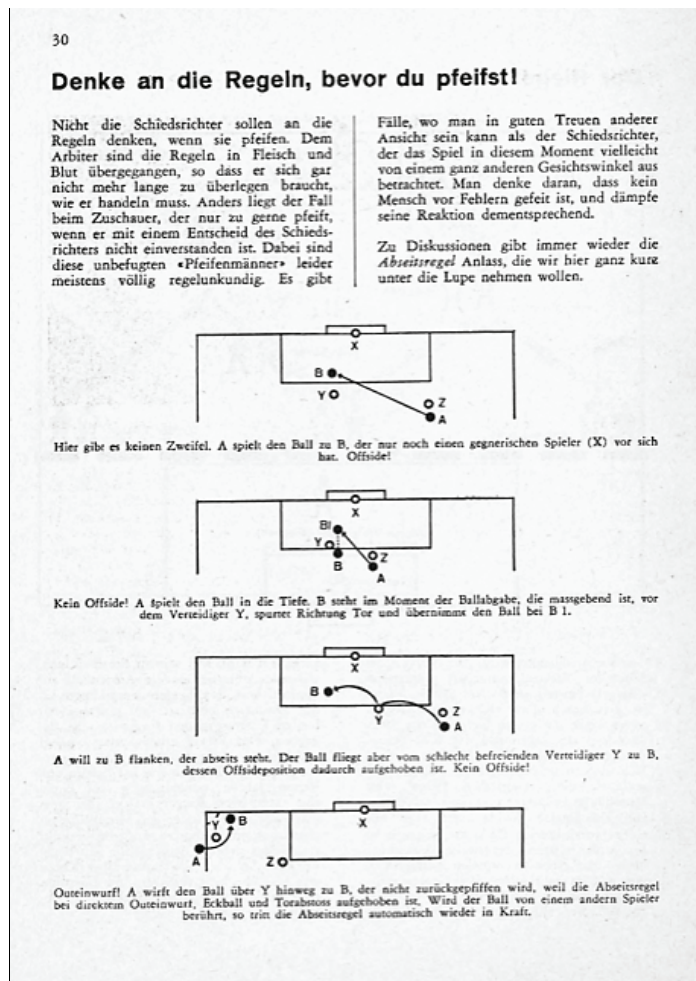 30
Denke an die Regeln, bevor du pfeifst!
Nicht die Schiedsrichter sollen an die
Regeln denken, wenn sie pfeifen. Dem
Arbiter sind die Regeln in Fleisch und
Blut übergegangen, so dass er sich gar
nicht mehr lange zu überlegen braucht,
wie er handeln muss. Anders liegt der Fall
beim Zuschauer, der nur zu gerne pfeift,
wenn er mit einem Entscheid des Schieds-
richters nicht einverstanden ist. Dabei sind
diese unbefugten «Pfeifenmänner» leider
meistens völlig regelunkundig. Es gibt
Fälle, wo man in guten Treuen anderer
Ansicht sein kann als der Schiedsrichter,
der das Spiel in diesem Moment vielleicht
von einem ganz anderen Gesichtswinkel aus
betrachtet. Man denke daran, dass kein
Mensch vor Fehlern gefeit ist, und dämpfe
seine Reaktion dementsprechend.
Zu Diskussionen gibt immer wieder die
Abseitsregel Anlass, die wir hier ganz kurz
unter die Lupe nehmen wollen.
X
B
Y
Z
A
Hier gibt es keinen Zweifel. A spielt den Ball zu B, der nur noch einen gegnerischen Spieler (X) vor sich
hat. Offside!
X
B1
Y
Z
B
A
Kein Offside! A spielt den Ball in die Tiefe. B steht im Moment der Ballabgabe, die massgebend ist, vor
dem Verteidiger Y, spurtet Richtung Tor und übernimmt den Ball bei B 1.
X
B
Y
Z
A
A will zu B flanken, der abseits steht. Der Ball fliegt aber vom schlecht befreienden Verteidiger Y zu B,
dessen Offsideposition dadurch aufgehoben ist. Kein Offside!
Y
B
X
A
Z
Outeinwurf! A wirft den Ball über Y hinweg zu B, der nicht zurückgepfiffen wird, weil die Abseitsregel
bei direktem Outeinwurf, Eckball und Torabstoss aufgehoben ist. Wird der Ball von einem andern Spieler
berührt, so tritt die Abseitsregel automatisch wieder in Kraft.